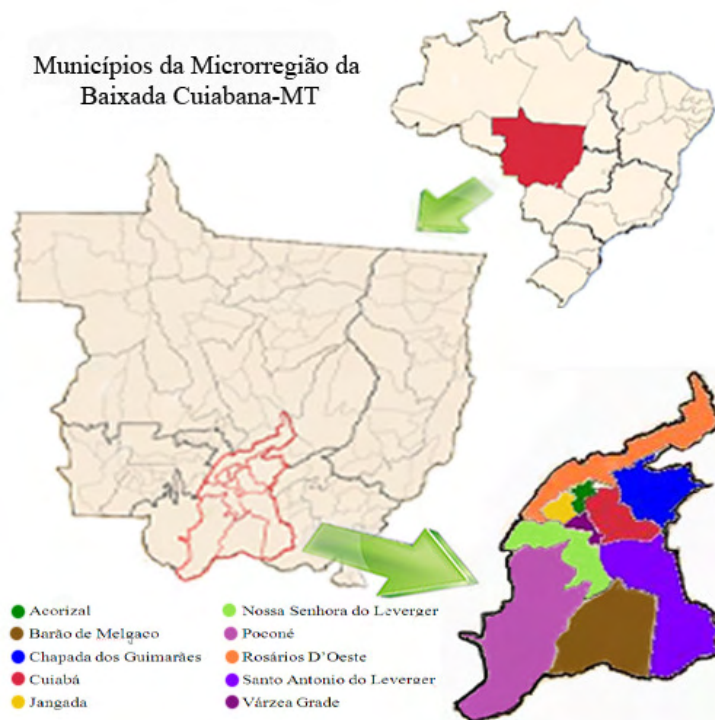 Municípios da Microrregião da
Baixada Cuiabana-MT
Acorizal
Barão de Melgaco
Chapada dos Guimarães
Cuiabá
Jangada
Nossa Senhora do Leverger
Poconé
Rosários D'Oeste
Santo Antonio do Leverger
Várzea Grade